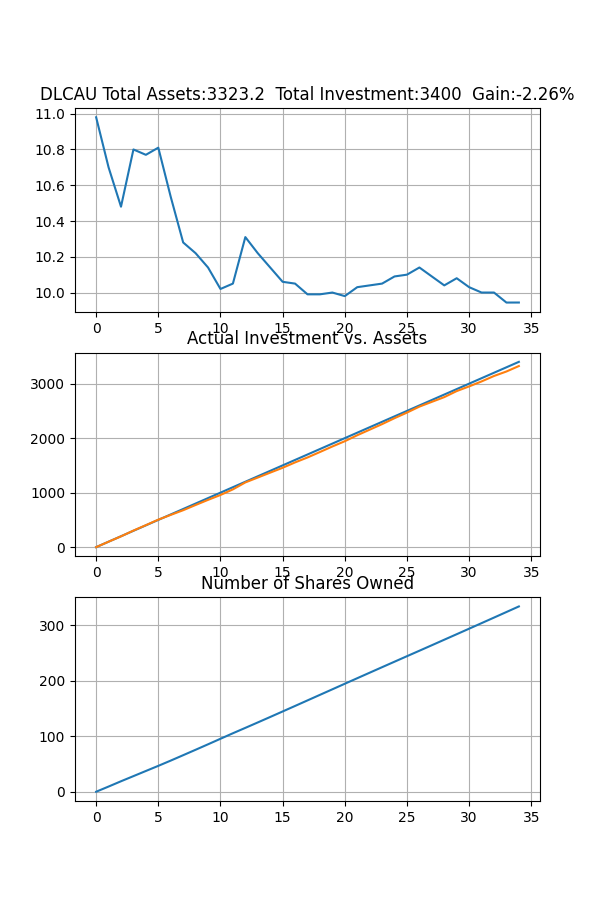 DLCAU Total Assets:3323.2  Total Investment:3400  Gain:-2.26%
11.0
10.8
10.6
10.4
10.2
10.0
0 5 10 15 20 25 30 35
Actual Investment vs. Assets
3000
2000
1000
0
0 5 10 15 20 25 30 35
Number of Shares Owned
300
200
100
0
0 5 10 15 20 25 30 35